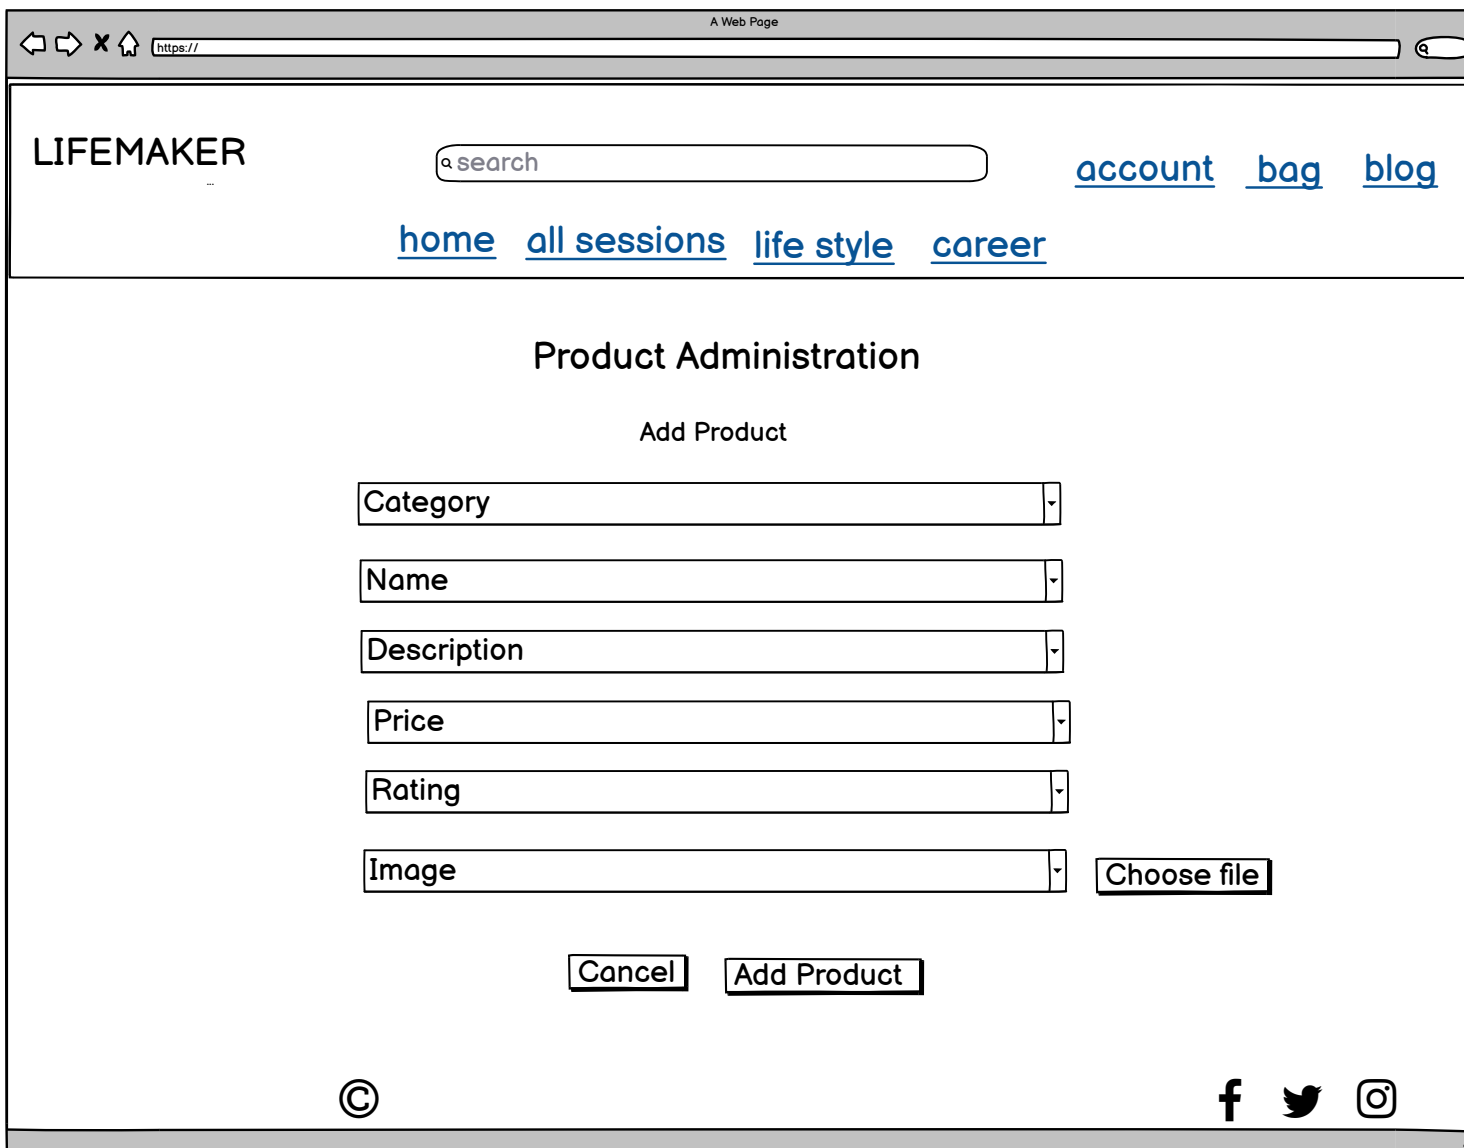 A Web Page
https://
LIFEMAKER
...
search
account bag blog
home all sessions life style career
Product Administration
Add Product
Category
Name
Description
Price
Rating
Image
Choose file
Cancel Add Product
©